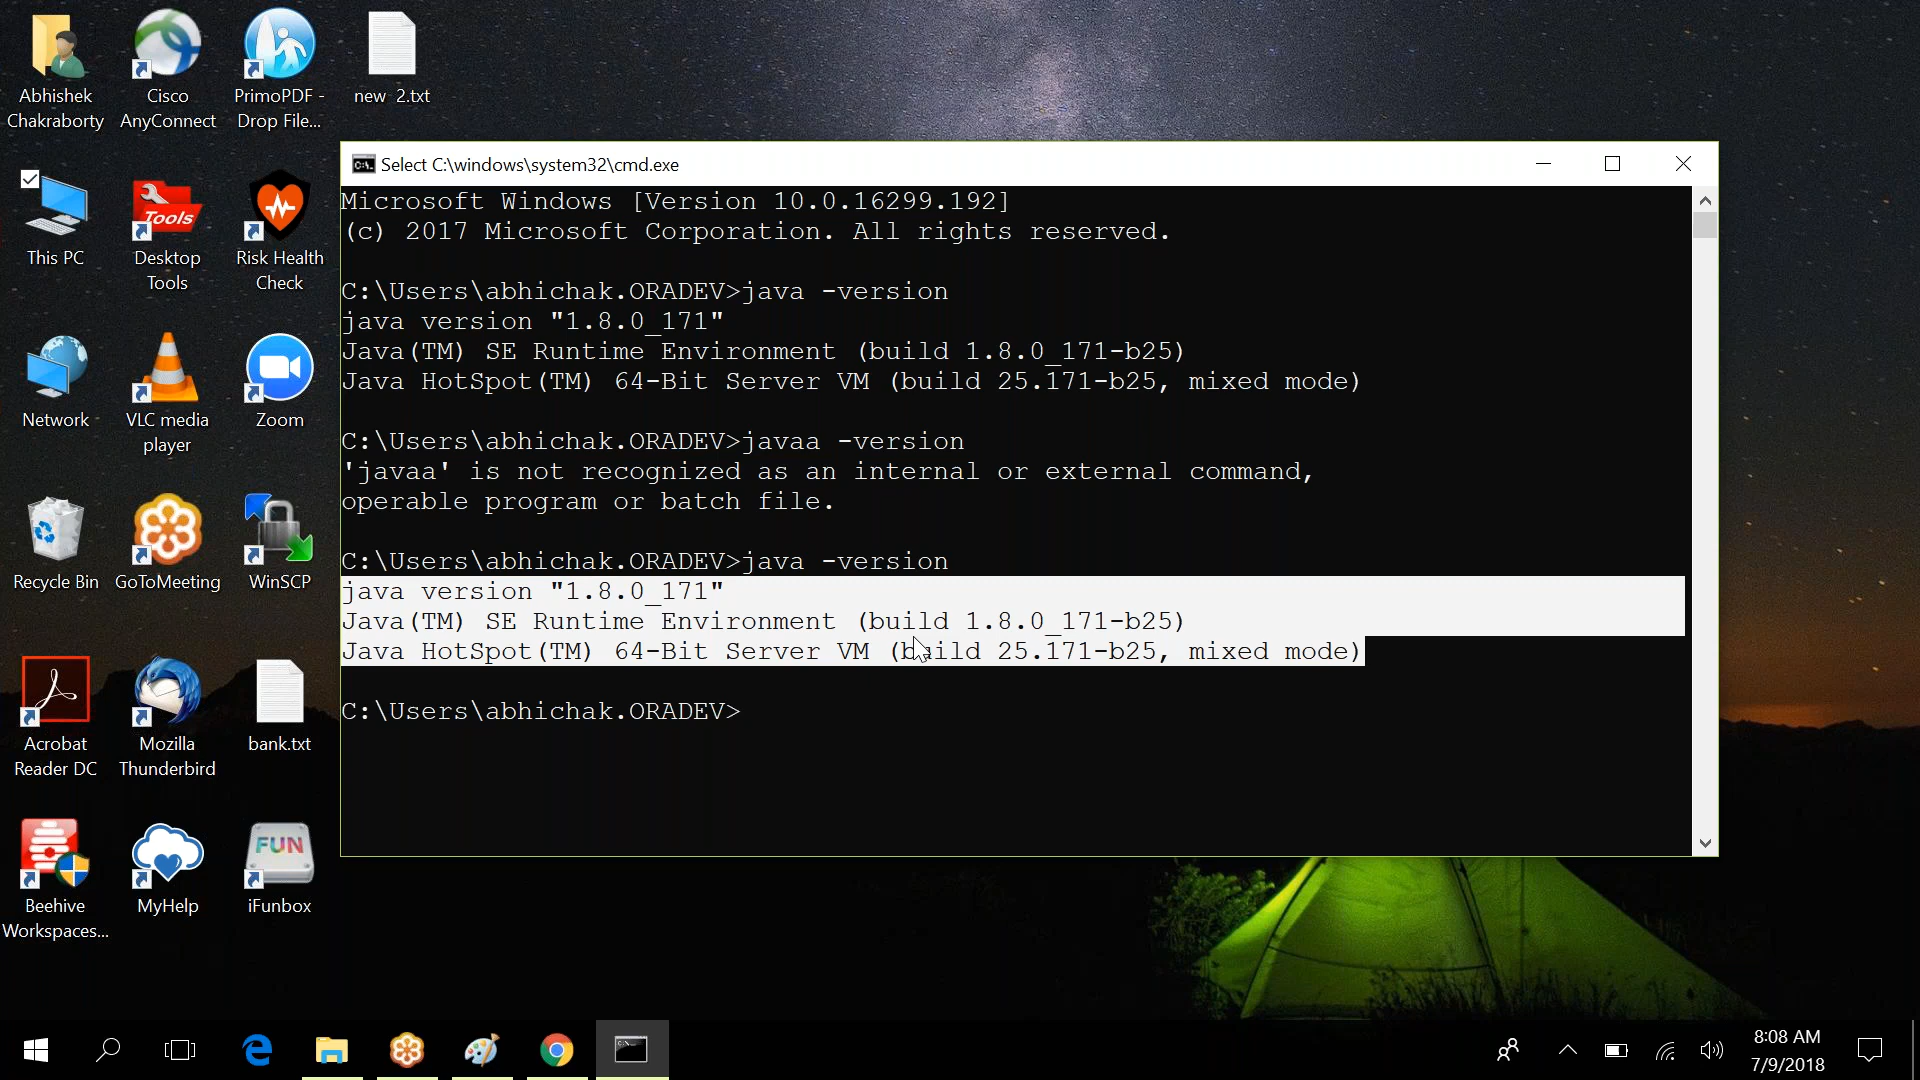 Abhishek
Chakraborty
Cisco
AnyConnect
PrimoPDF -
Drop File...
new 2.txt
This PC
Tools
Desktop
Tools
Risk Health
Check
Network
VLC media
player
Zoom
Recycle Bin
GoToMeeting
WinSCP
Acrobat
Reader DC
Mozilla
Thunderbird
bank.txt
Beehive
Workspaces...
MyHelp
FUN
iFunbox
C:\.
Select C:\windows\system32\cmd.exe
Microsoft Windows [Version 10.0.16299.192]
(c) 2017 Microsoft Corporation. All rights reserved.
C:\Users\abhichak.ORADEV>java -version
java version "1.8.0_171"
Java(TM) SE Runtime Environment (build 1.8.0_171-b25)
Java HotSpot(TM) 64-Bit Server VM (build 25.171-b25, mixed mode)
C:\Users\abhichak.ORADEV>javaa -version
'javaa' is not recognized as an internal or external command,
operable program or batch file.
C:\Users\abhichak.ORADEV>java -version
java version "1.8.0_171"
Java(TM) SE Runtime Environment (build 1.8.0_171-b25)
Java HotSpot(TM) 64-Bit Server VM (build 25.171-b25, mixed mode)
C:\Users\abhichak.ORADEV>
8:08 AM
7/9/2018